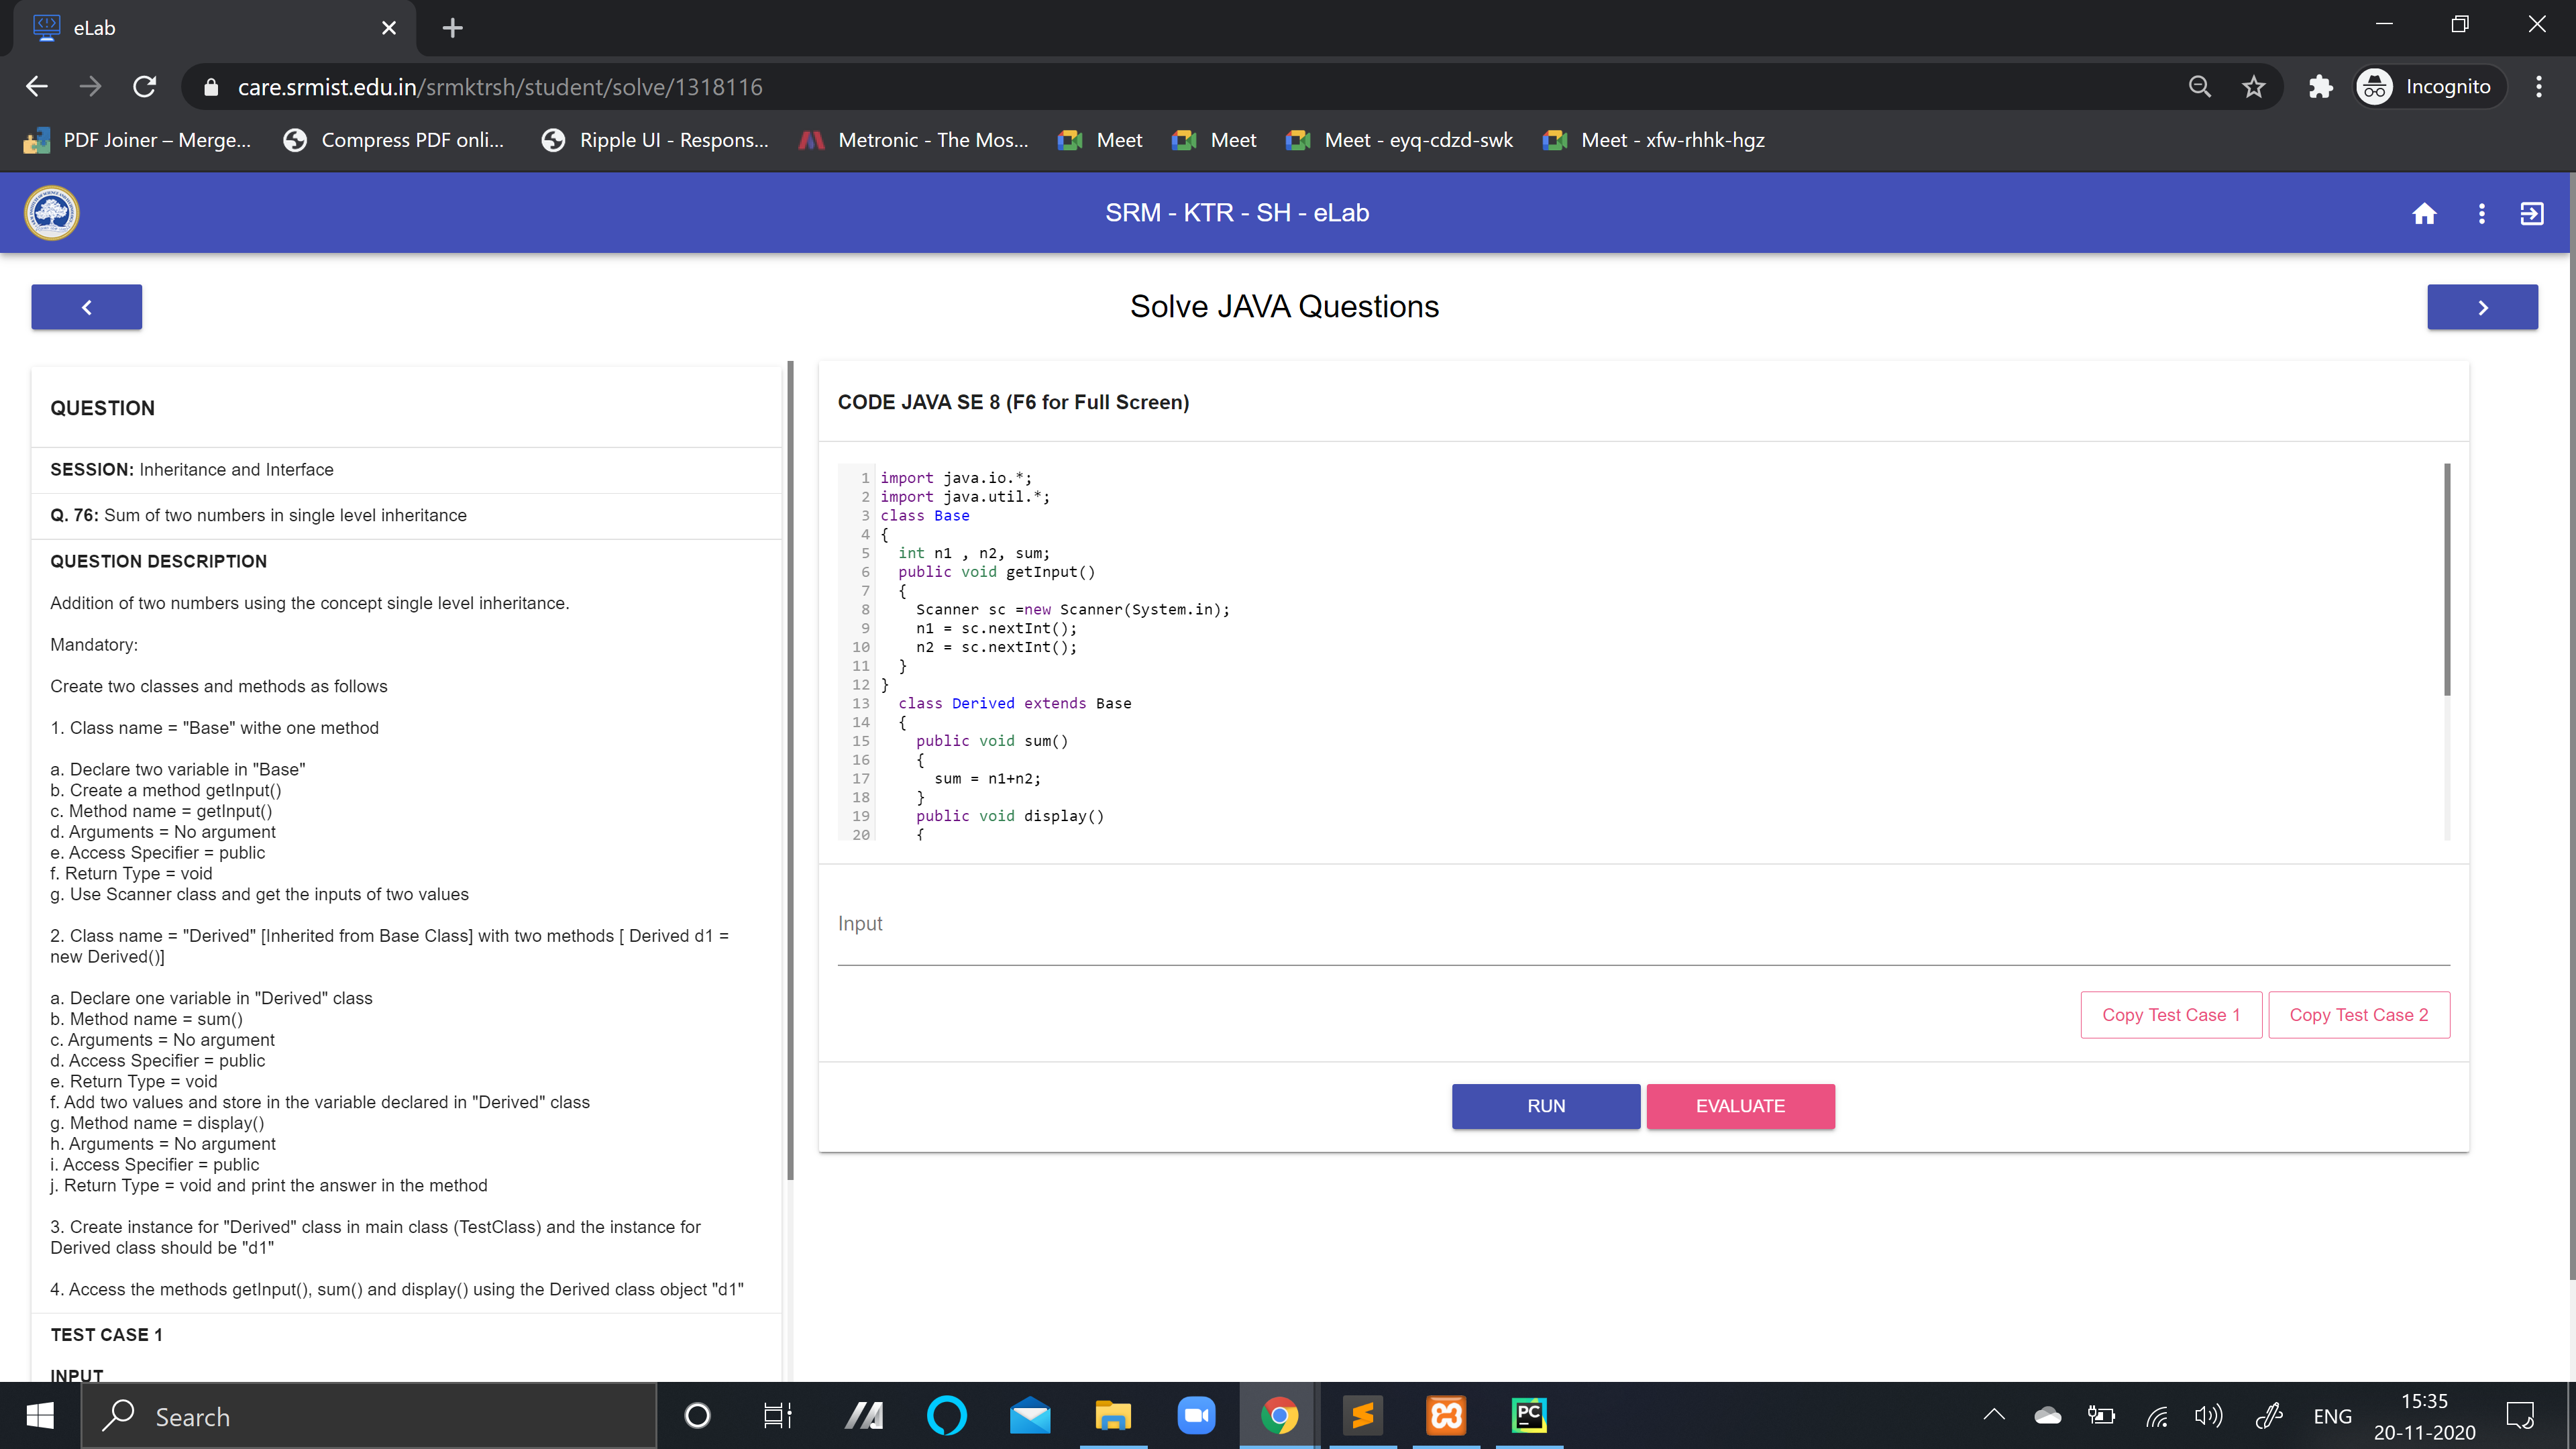 eLab
care.srmist.edu.in/srmktrsh/student/solve/1318116
Incognito
PDF Joiner – Merge...
Compress PDF onli...
Ripple UI - Respons...
Metronic - The Mos...
Meet
Meet
Meet - eyq-cdzd-swk
Meet - xfw-rhhk-hgz
SRM - KTR - SH - eLab
Solve JAVA Questions
QUESTION
SESSION: Inheritance and Interface
Q. 76: Sum of two numbers in single level inheritance
QUESTION DESCRIPTION
Addition of two numbers using the concept single level inheritance.
Mandatory:
Create two classes and methods as follows
1. Class name = "Base" withe one method
a. Declare two variable in "Base"
b. Create a method getInput()
c. Method name = getInput()
d. Arguments = No argument
e. Access Specifier = public
f. Return Type = void
g. Use Scanner class and get the inputs of two values
2. Class name = "Derived" [Inherited from Base Class] with two methods [ Derived d1 =
new Derived()]
a. Declare one variable in "Derived" class
b. Method name = sum()
c. Arguments = No argument
d. Access Specifier = public
e. Return Type = void
f. Add two values and store in the variable declared in "Derived" class
g. Method name = display()
h. Arguments = No argument
i. Access Specifier = public
j. Return Type = void and print the answer in the method
3. Create instance for "Derived" class in main class (TestClass) and the instance for
Derived class should be "d1"
4. Access the methods getInput(), sum() and display() using the Derived class object "d1"
TEST CASE 1
INPUT
CODE JAVA SE 8 (F6 for Full Screen)
1 import java.io.*;
2 import java.util.*;
3 class Base
4 {
5 int n1 , n2, sum;
6 public void getInput()
7 {
8 Scanner sc =new Scanner(System.in);
9 n1 = sc.nextInt();
10 n2 = sc.nextInt();
11 }
12 }
13 class Derived extends Base
14 {
15 public void sum()
16 {
17 sum = n1+n2;
18 }
19 public void display()
20 {
Input
Copy Test Case 1
Copy Test Case 2
RUN
EVALUATE
Search
PC
ENG
15:35
20-11-2020